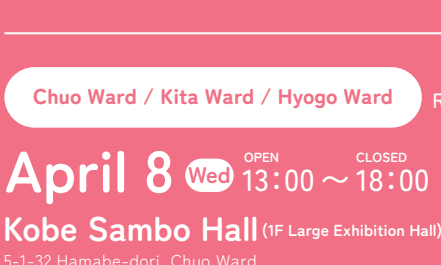 Chuo Ward / Kita Ward / Hyogo Ward
OPEN CLOSED
April 8 Wed 13:00 ～ 18:00
Kobe Sambo Hall (1F Large Exhibition Hall)
5-1-32 Hamabe-dori, Chuo Ward